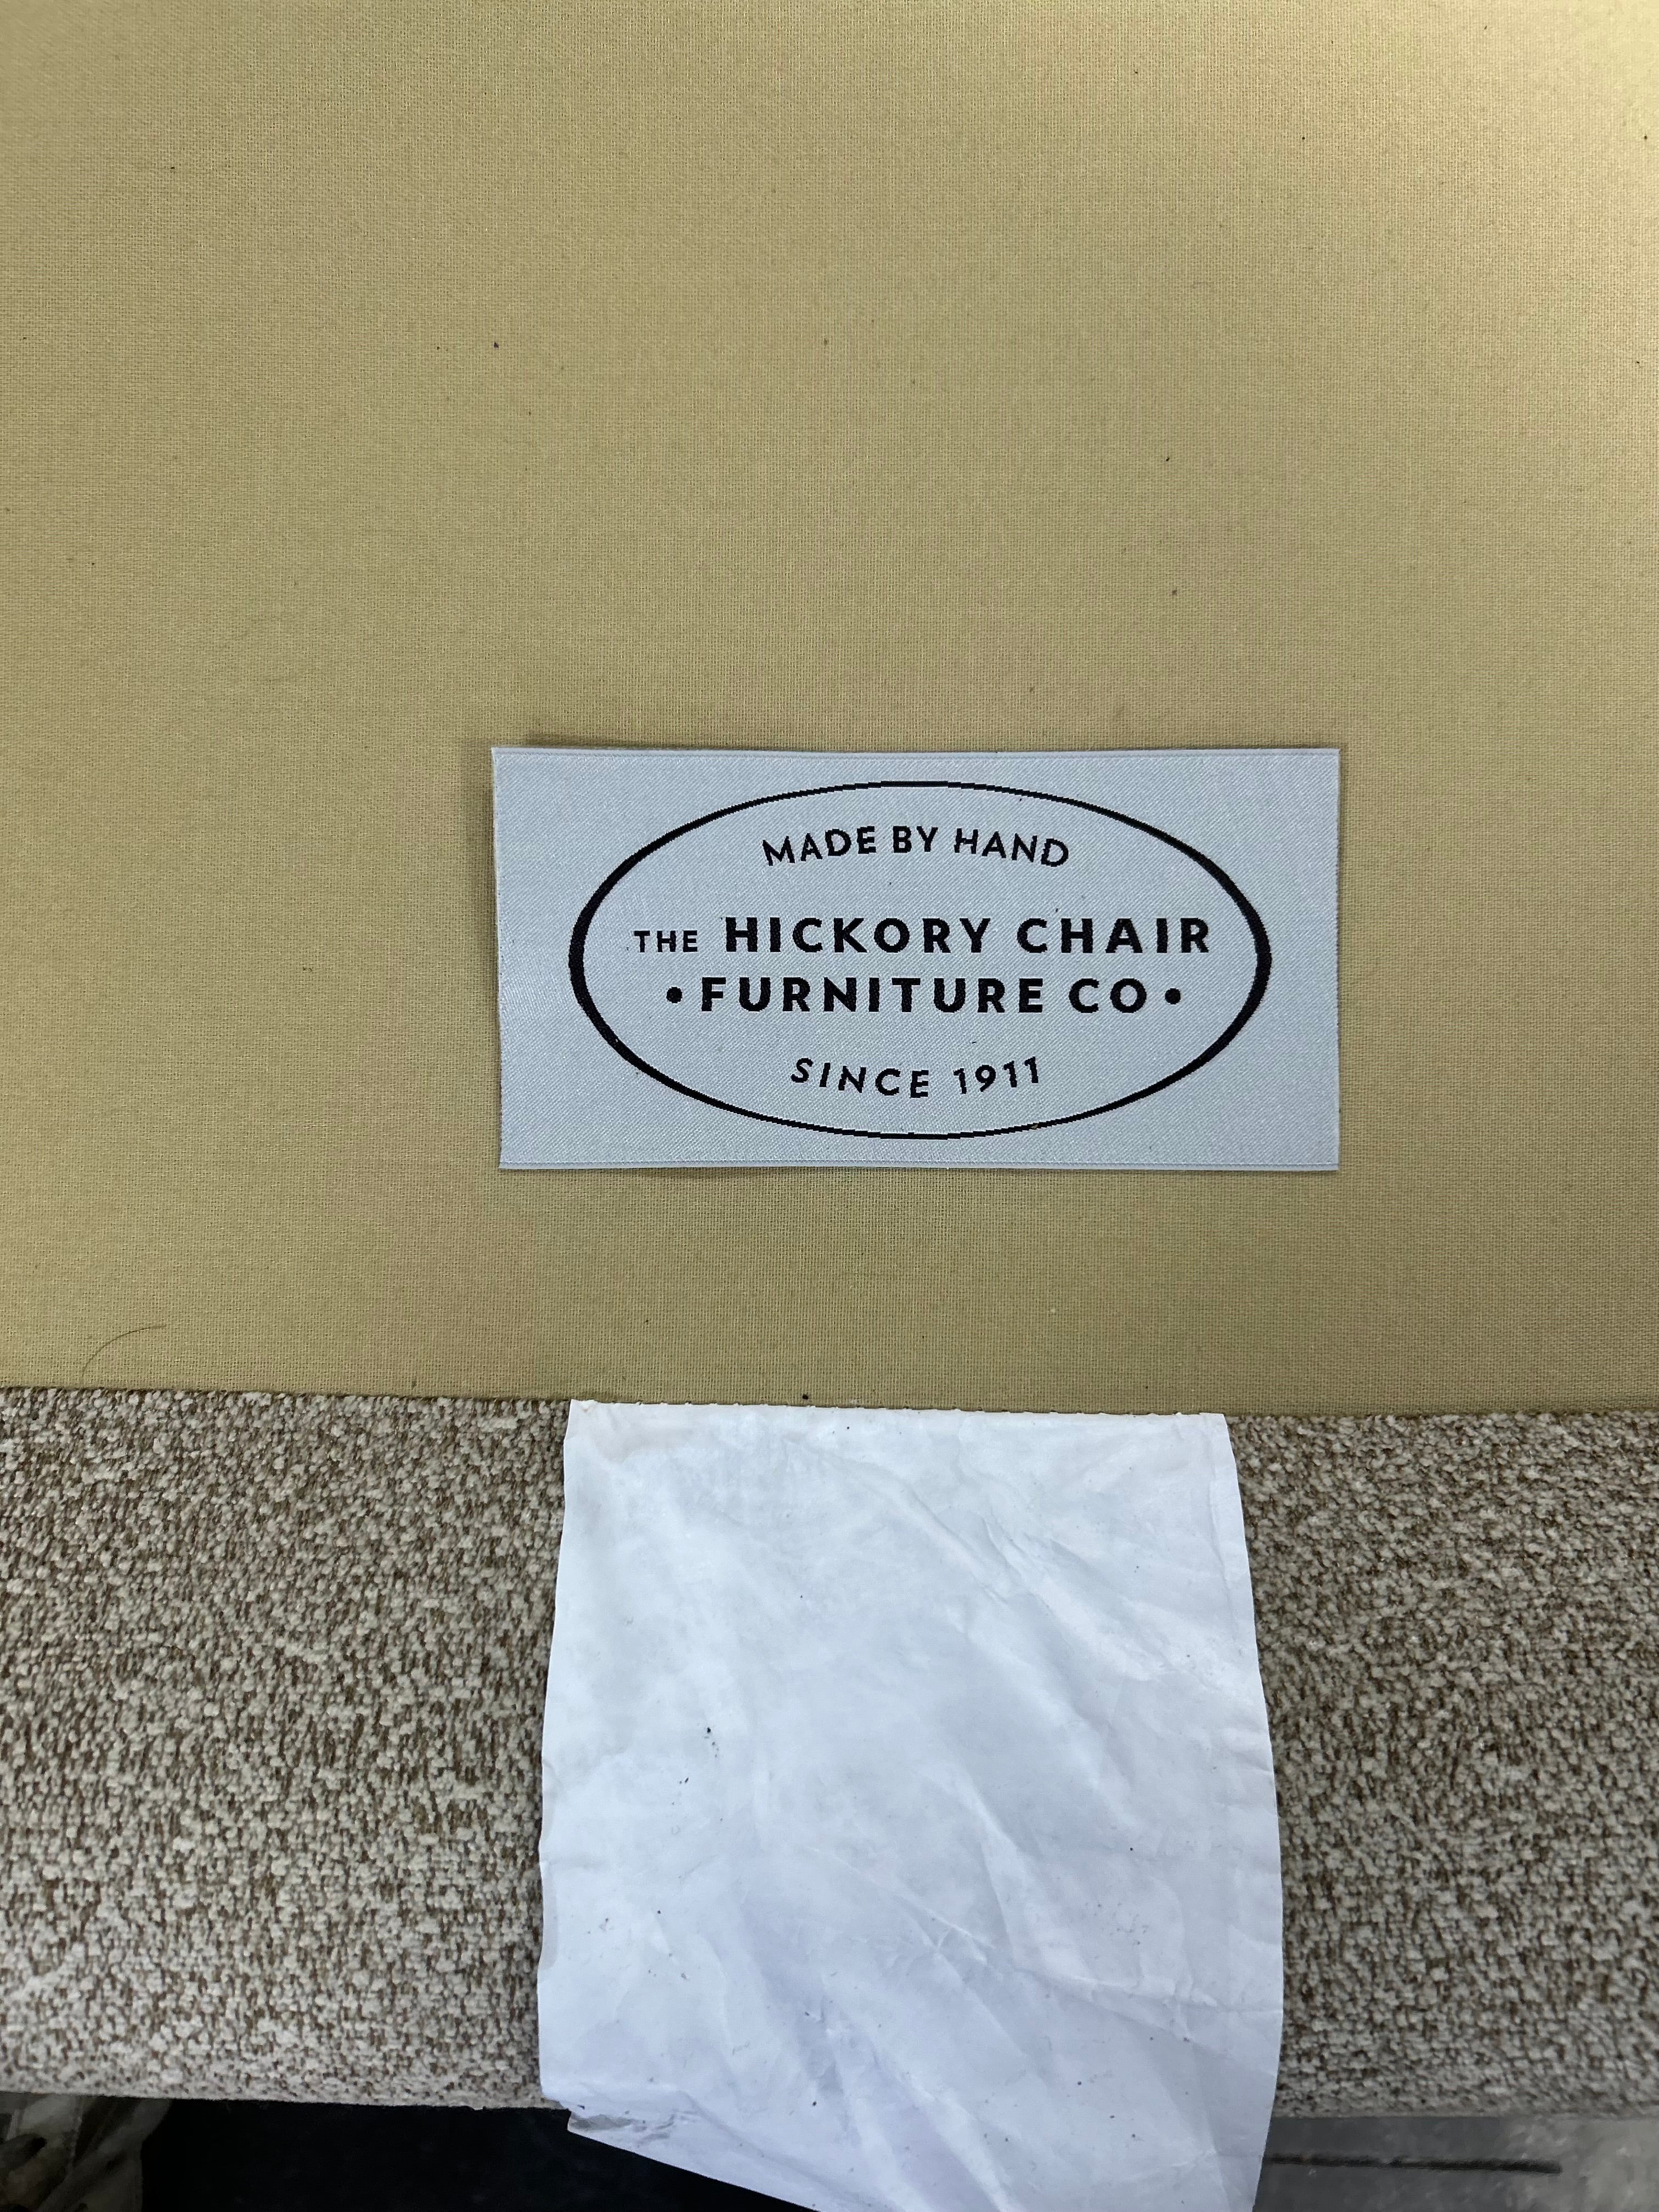 MADE BY HAND
THE HICKORY CHAIR
• FURNITURE CO •
SINCE 1911